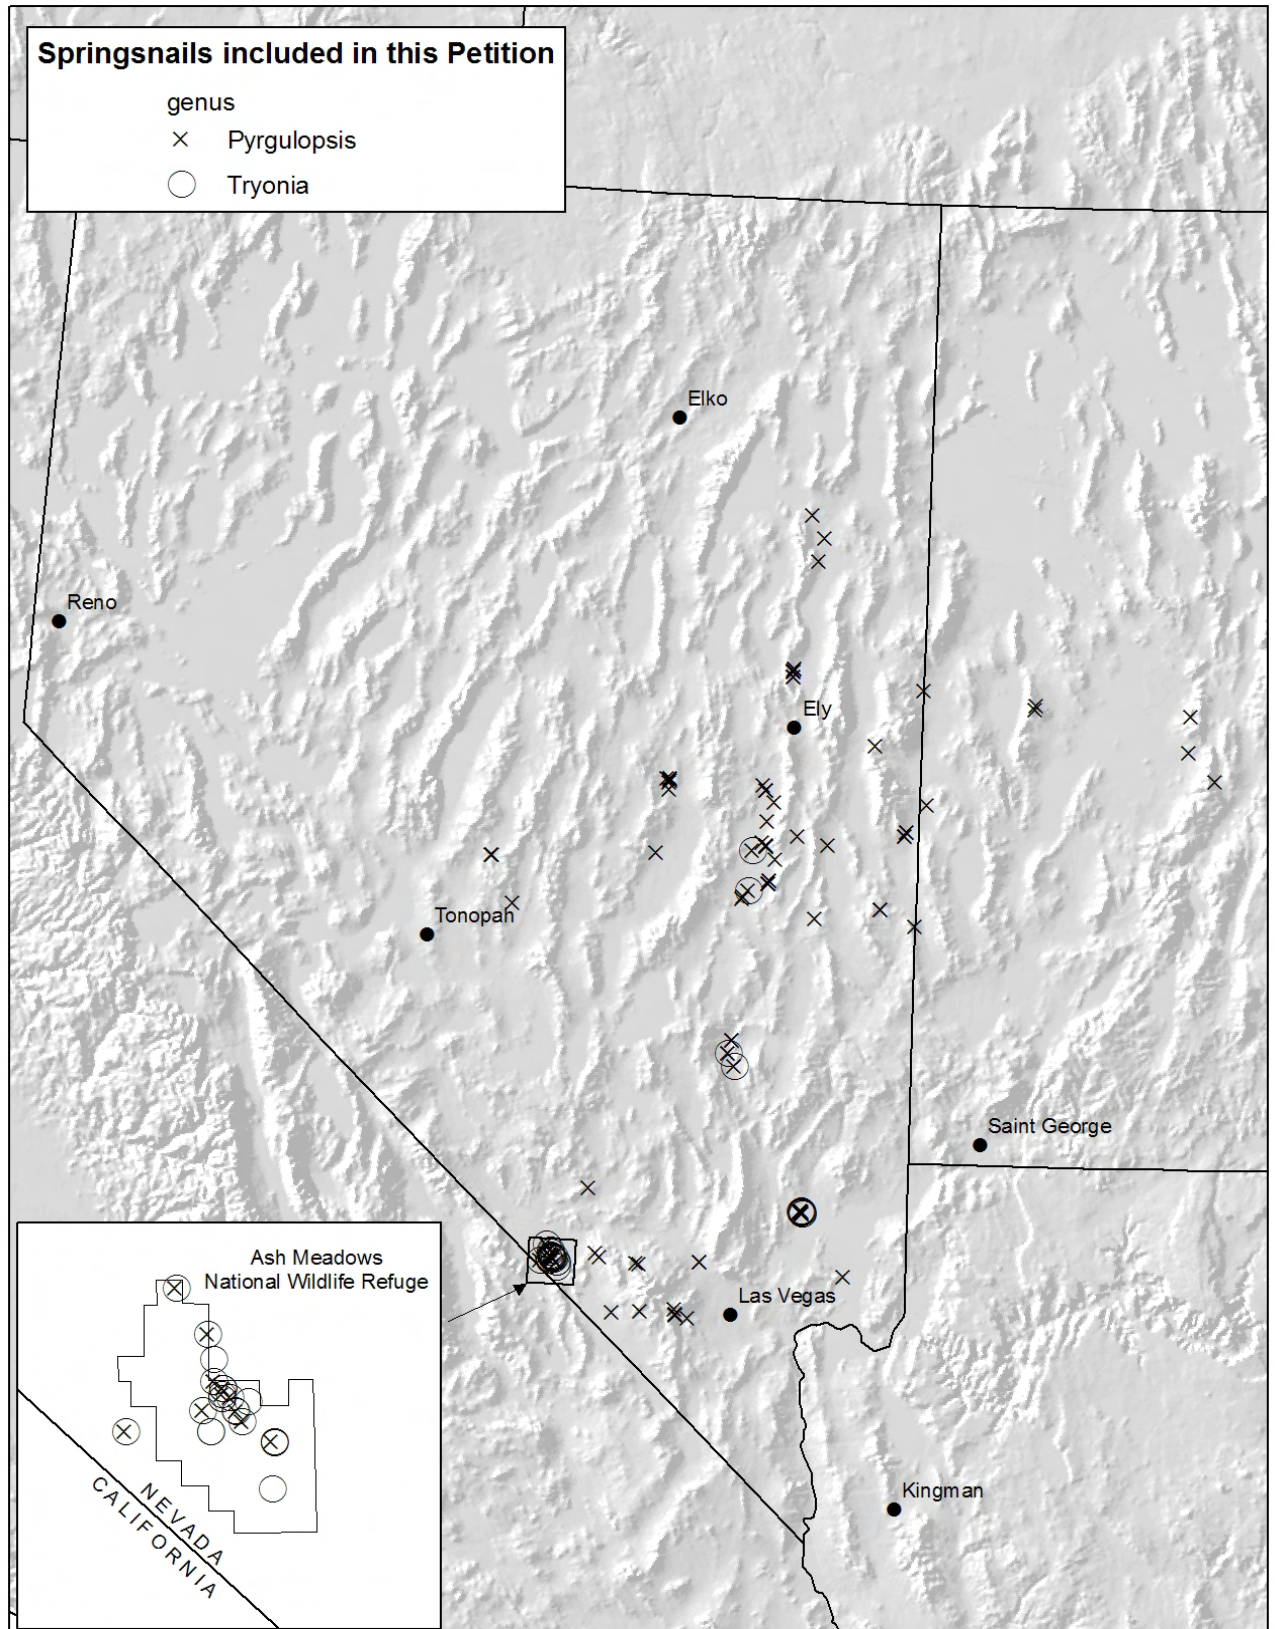 Springsnails included in this Petition
genus
Pyrgulopsis
Tryonia
Elko
Reno
Ely
Tonopah
Saint George
Las Vegas
Kingman
Ash Meadows
National Wildlife Refuge
NEVADA
CALIFORNIA